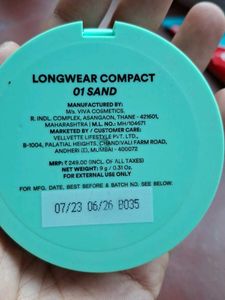 LONGWEAR COMPACT
01 SAND
MANUFACTURED BY:
M/s. VIVA COSMETICS.
R. INDL. COMPLEX, ASANGAON, THANE - 421601,
MAHARASHTRA | M.L. NO.: MH/104671
MARKETED BY / CUSTOMER CARE:
VELLVETTE LIFESTYLE PVT. LTD.,
B-1004, PALATIAL HEIGHTS, CHANDIVALI FARM ROAD,
ANDHERI (E), MUMBAI - 400072
MRP: ₹ 249.00 (INCL. OF ALL TAXES)
NET WEIGHT: 9 g / 0.31 Oz.
FOR EXTERNAL USE ONLY
FOR MFG. DATE, BEST BEFORE & BATCH NO. SEE BELOW:
07/23 06/26 B035